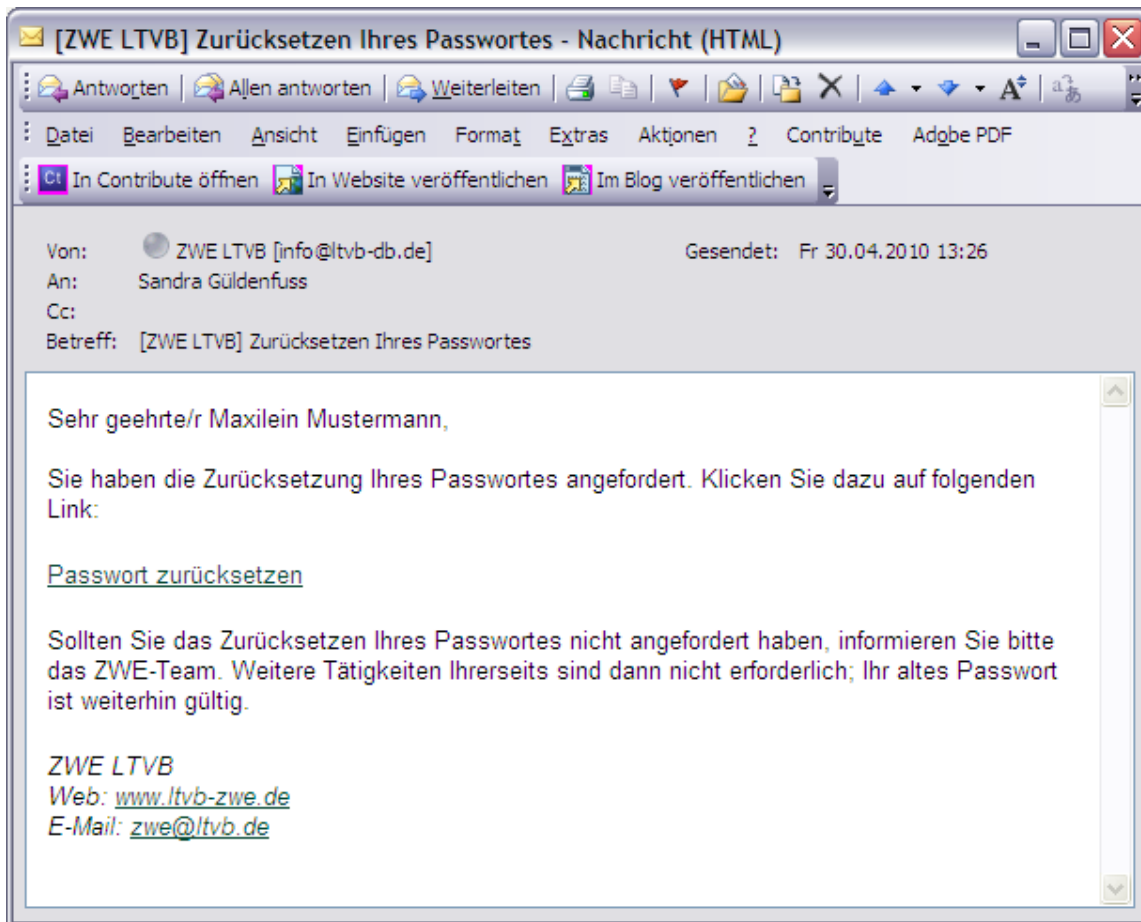 [ZWE LTVB] Zurücksetzen Ihres Passwortes - Nachricht (HTML)
Antworten Allen antworten Weiterleiten
Datei Bearbeiten Ansicht Einfügen Format Extras Aktionen ? Contribute Adobe PDF
Ct In Contribute öffnen In Website veröffentlichen Im Blog veröffentlichen
Von: ZWE LTVB [info@ltvb-db.de] Gesendet: Fr 30.04.2010 13:26
An: Sandra Güldenfuss
Cc:
Betreff: [ZWE LTVB] Zurücksetzen Ihres Passwortes
Sehr geehrte/r Maxilein Mustermann,
Sie haben die Zurücksetzung Ihres Passwortes angefordert. Klicken Sie dazu auf folgenden
Link:
Passwort zurücksetzen
Sollten Sie das Zurücksetzen Ihres Passwortes nicht angefordert haben, informieren Sie bitte
das ZWE-Team. Weitere Tätigkeiten Ihrerseits sind dann nicht erforderlich; Ihr altes Passwort
ist weiterhin gültig.
ZWE LTVB
Web: www.ltvb-zwe.de
E-Mail: zwe@ltvb.de